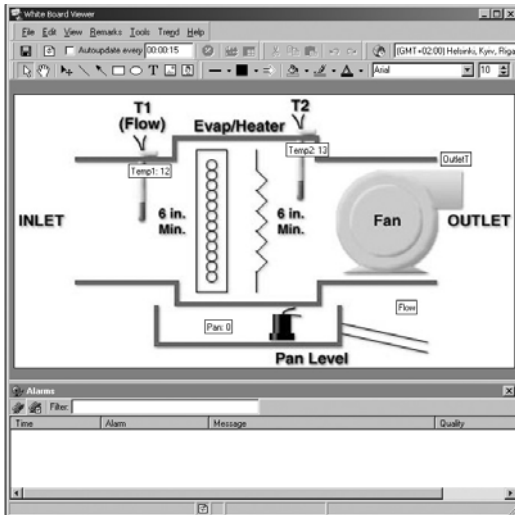 White Board Viewer
File Edit View Remarks Tools Trend Help
Autoupdate every 00:00:15
(GMT+02:00) Helsinki, Kyiv, Riga
T
A
Arial
10
T1
(Flow)
Evap/Heater
T2
Temp1: 12
Temp2: 13
OutletT
INLET
6 in.
Min.
6 in.
Min.
Fan
OUTLET
Flow
Pan: 0
Pan Level
Alarms
Filter:
Time Alarm Message Quality